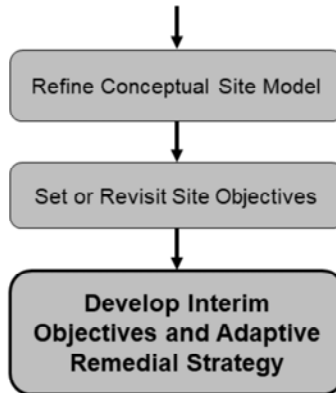 Refine Conceptual Site Model
Set or Revisit Site Objectives
Develop Interim
Objectives and Adaptive
Remedial Strategy